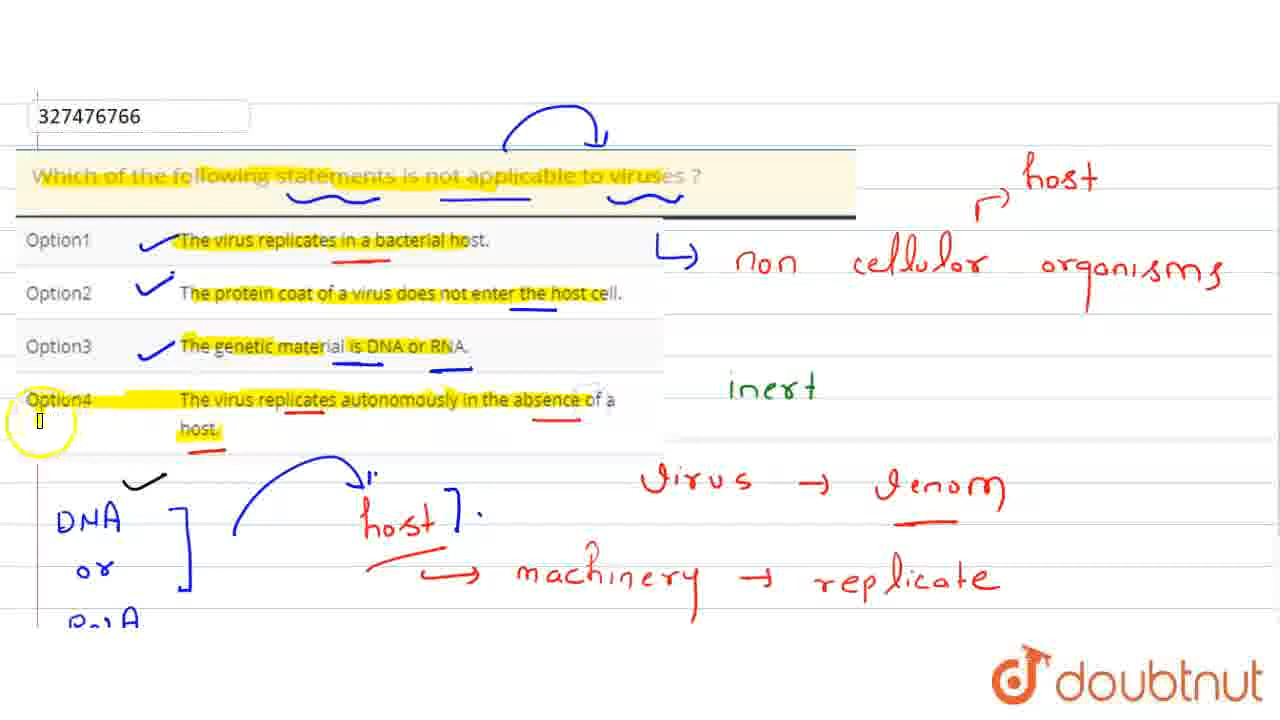 327476766
Which of the following statements is not applicable to viruses ?
Option1 The virus replicates in a bacterial host.
Option2 The protein coat of a virus does not enter the host cell.
Option3 The genetic material is DNA or RNA.
Option4 The virus replicates autonomously in the absence of a
host.
host
non cellular organisms
inert
Virus → Venom
DNA
or
RNA
host
machinery → replicate
doubtnut